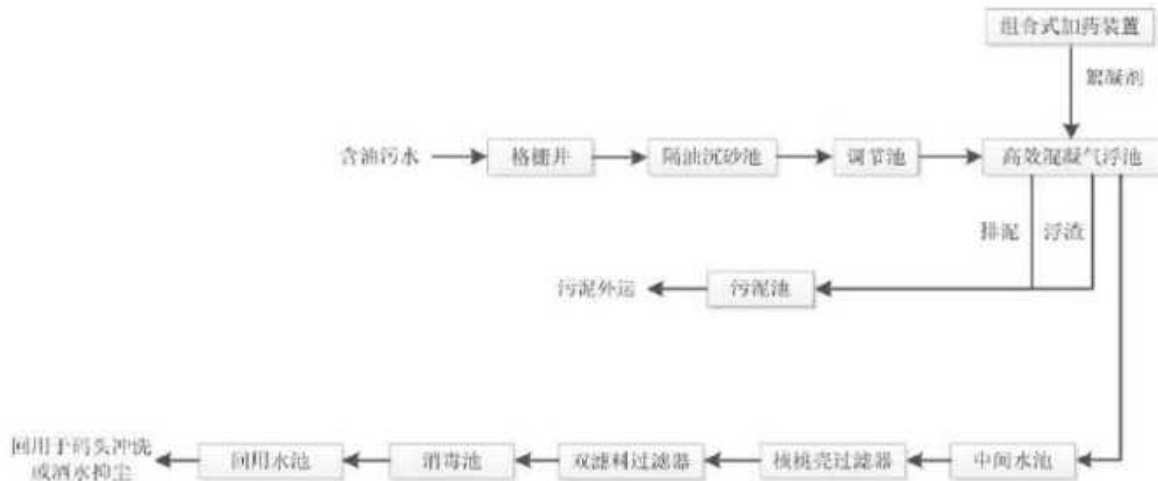 组合式加药装置
絮凝剂
含油污水
格栅井
隔油沉砂池
调节池
高效混凝气浮池
排泥
浮渣
污泥外运
污泥池
回用于码头冲洗
或洒水抑尘
回用水池
消毒池
双滤料过滤器
核桃壳过滤器
中间水池